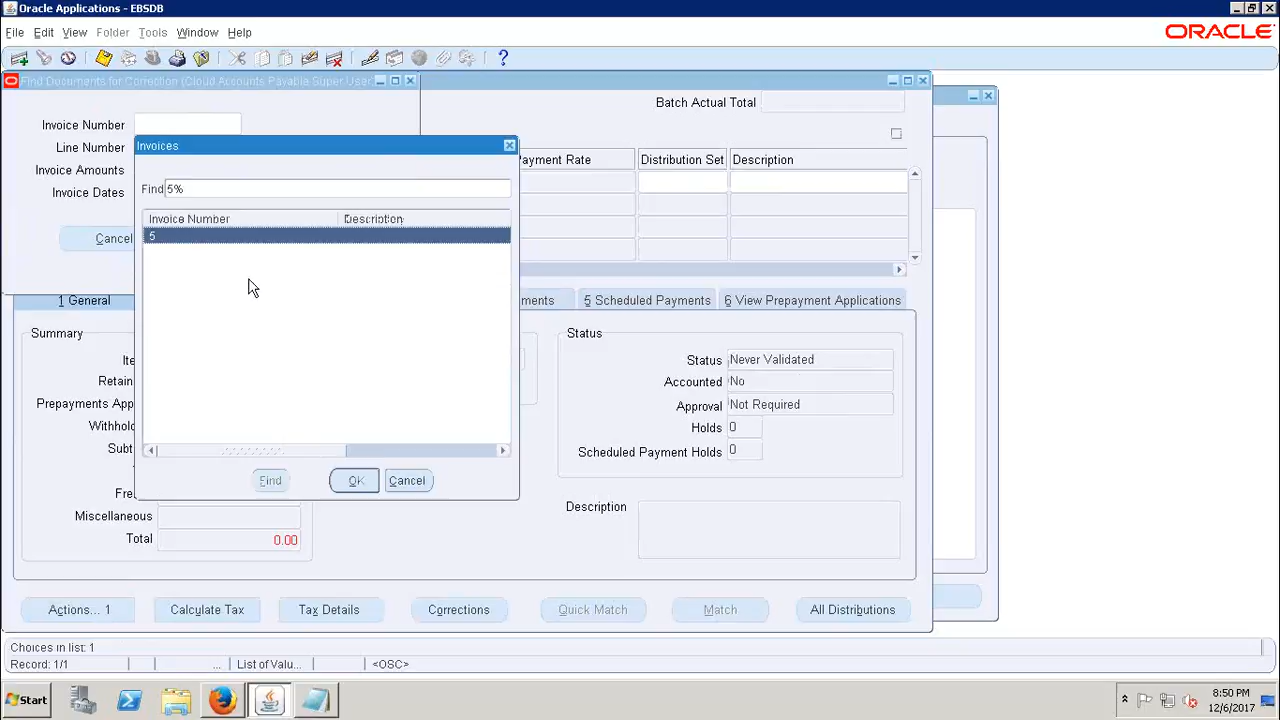 Oracle Applications - EBSDB
File Edit View Folder Tools Window Help
ORACLE
Find Documents for Correction (Cloud Accounts Payable Super User
Batch Actual Total
Invoice Number
Line Number
Invoice Amounts
Invoice Dates
Cancel
Invoices
Find 5%
Invoice Number Description
5
Find OK Cancel
Payment Rate Distribution Set Description
1 General 5 Scheduled Payments 6 View Prepayment Applications
Summary
Retain
Prepayments App
Subt
Miscellaneous
Total 0.00
Status
Status Never Validated
Accounted No
Approval Not Required
Holds 0
Scheduled Payment Holds 0
Description
Actions... 1 Calculate Tax Tax Details Corrections Quick Match Match All Distributions
Choices in list: 1
Record: 1/1 ... List of Valu... <OSC>
Start
8:50 PM
12/6/2017